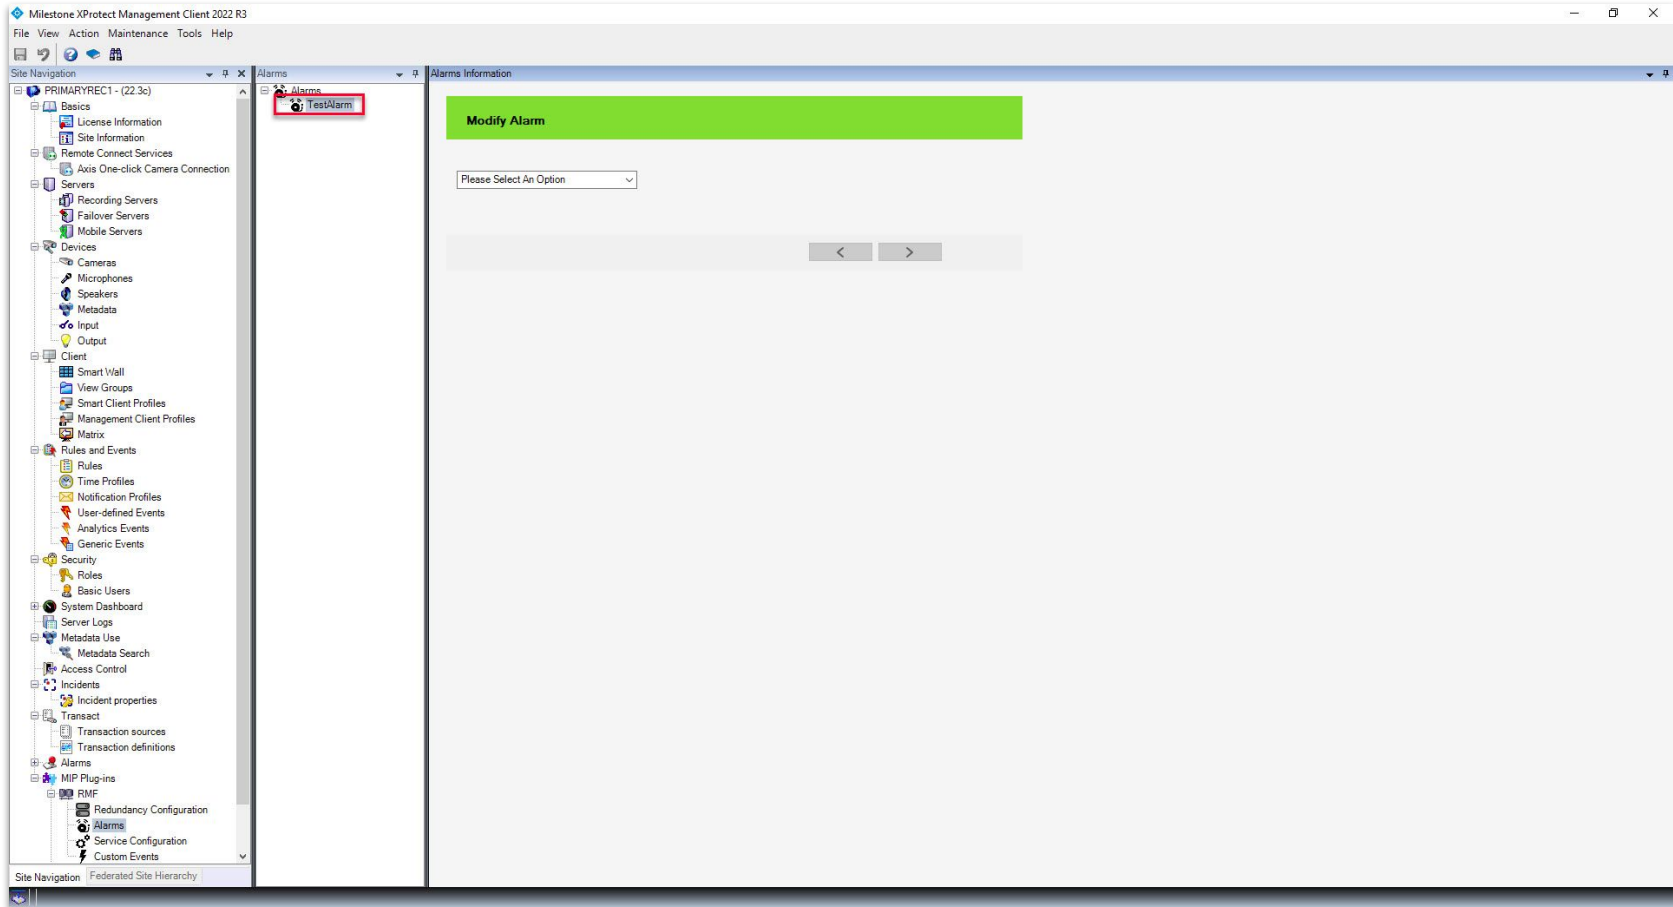 Milestone XProtect Management Client 2022 R3
File View Action Maintenance Tools Help
Site Navigation
PRIMARYREC1 - (22.3c)
Basics
License Information
Site Information
Remote Connect Services
Axis One-click Camera Connection
Servers
Recording Servers
Failover Servers
Mobile Servers
Devices
Cameras
Microphones
Speakers
Metadata
Input
Output
Client
Smart Wall
View Groups
Smart Client Profiles
Management Client Profiles
Matrix
Rules and Events
Rules
Time Profiles
Notification Profiles
User-defined Events
Analytics Events
Generic Events
Security
Roles
Basic Users
System Dashboard
Server Logs
Metadata Use
Metadata Search
Access Control
Incidents
Incident properties
Transact
Transaction sources
Transaction definitions
Alarms
MIP Plug-ins
RMF
Redundancy Configuration
Alarms
Service Configuration
Custom Events
Site Navigation Federated Site Hierarchy
Alarms
Alarms
TestAlarm
Alarms Information
Modify Alarm
Please Select An Option
< >